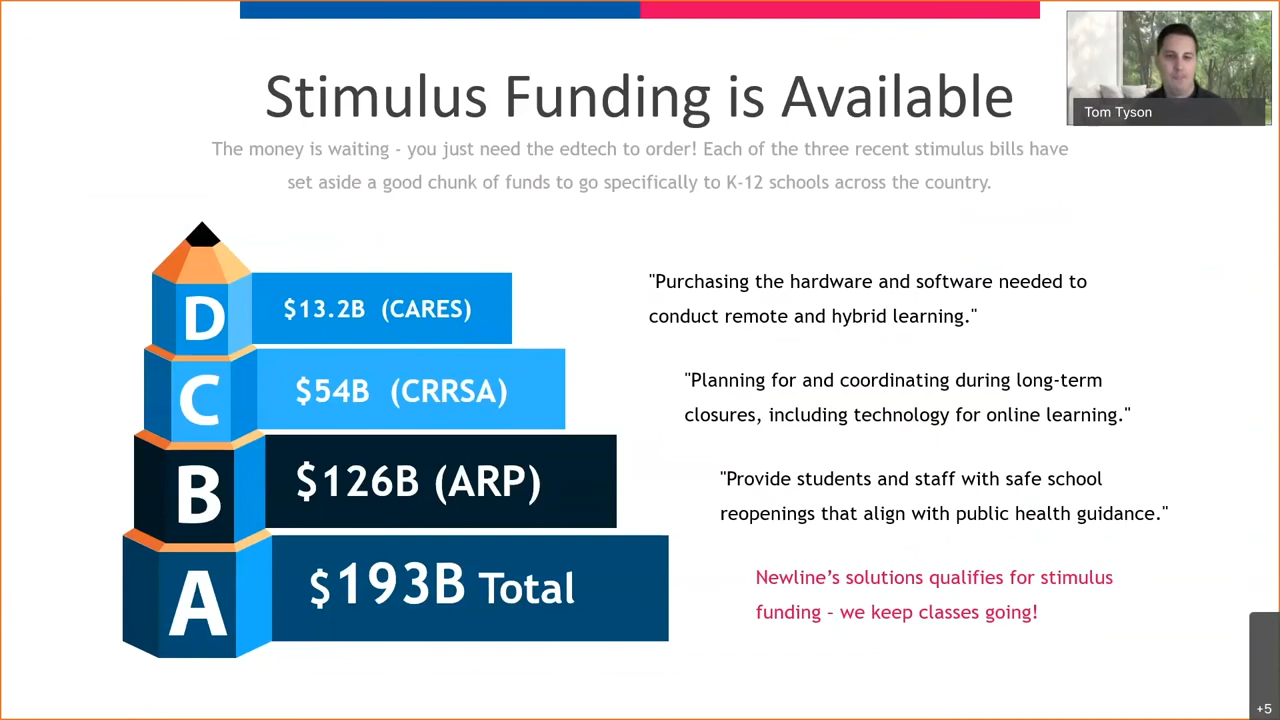 Stimulus Funding is Available
Tom Tyson
The money is waiting - you just need the edtech to order! Each of the three recent stimulus bills have
set aside a good chunk of funds to go specifically to K-12 schools across the country.
D
$13.2B (CARES)
"Purchasing the hardware and software needed to
conduct remote and hybrid learning."
C
$54B (CRRSA)
"Planning for and coordinating during long-term
closures, including technology for online learning."
B
$126B (ARP)
"Provide students and staff with safe school
reopenings that align with public health guidance."
A
$193B Total
Newline’s solutions qualifies for stimulus
funding – we keep classes going!
+5